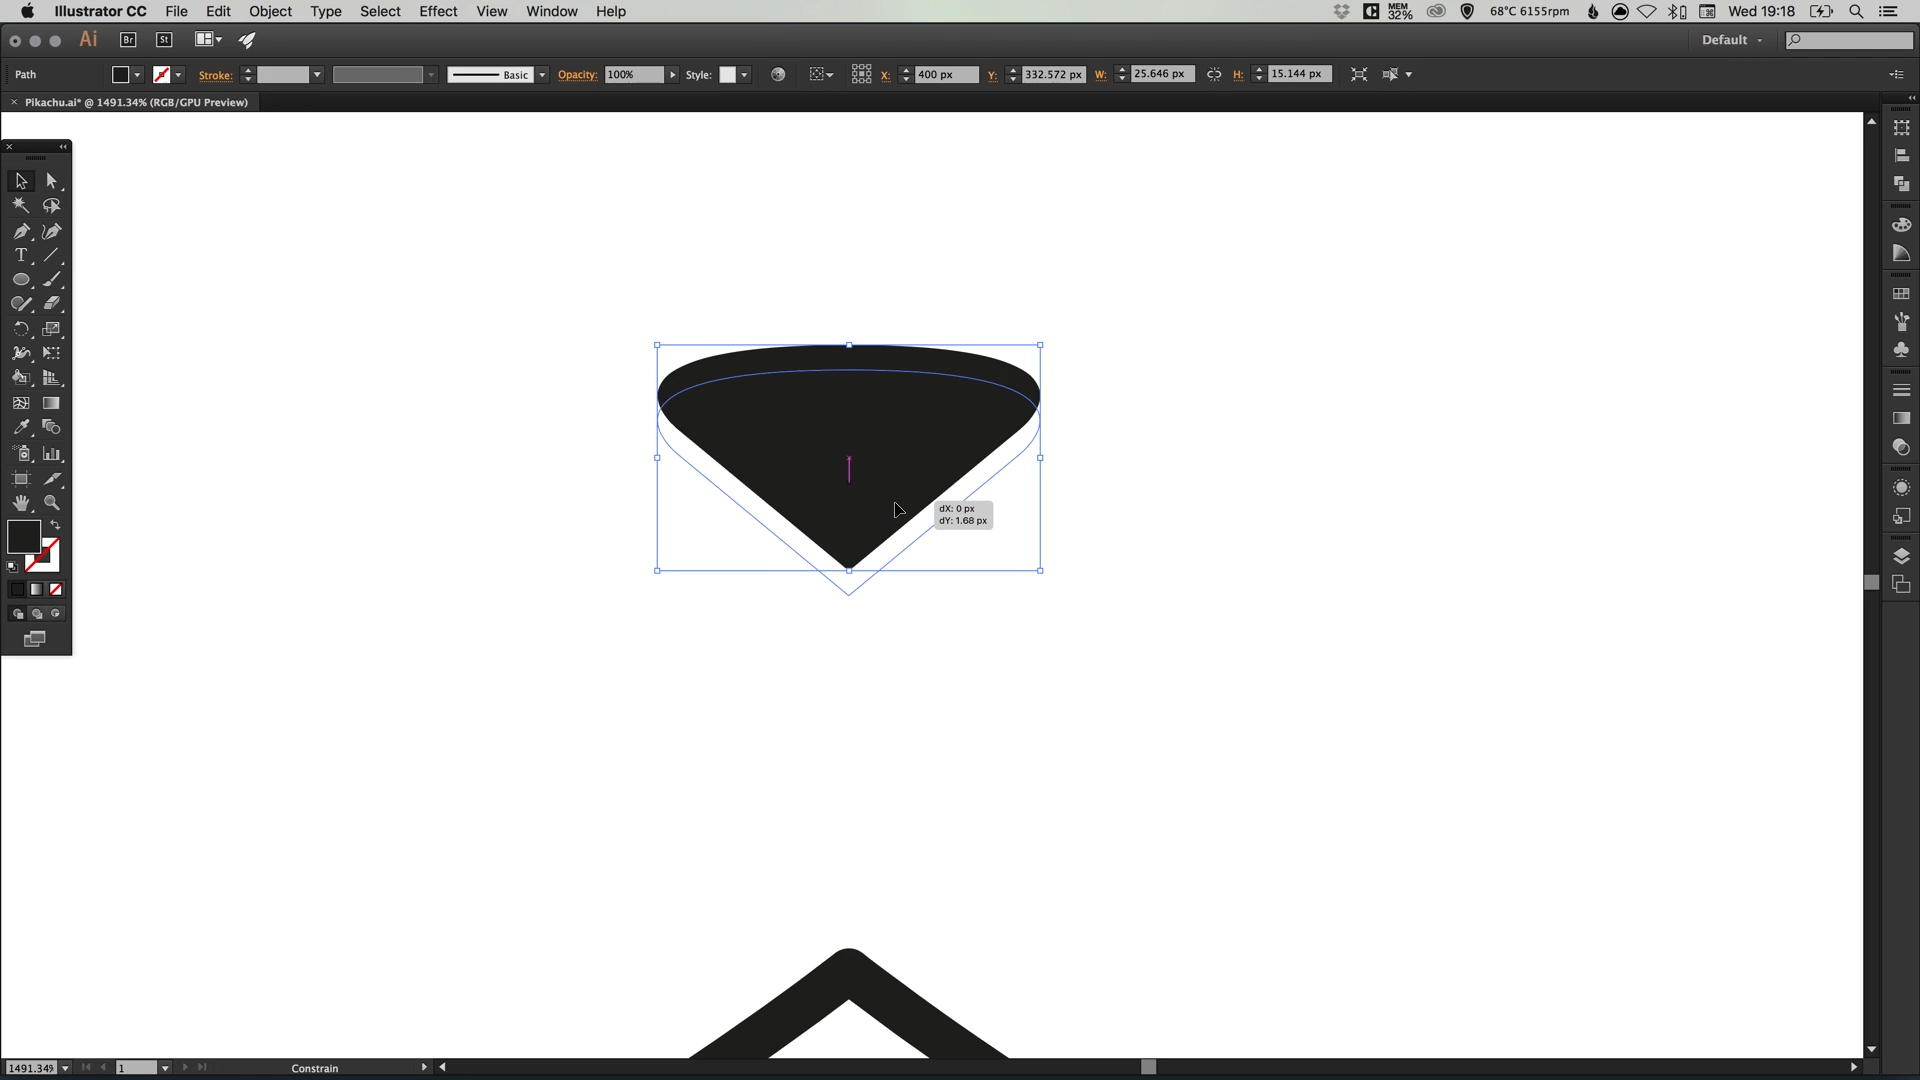 Illustrator CC File Edit Object Type Select Effect View Window Help MEM 32% 68°C 6155rpm Wed 19:18
Ai Br St Default
Path Stroke: Basic Opacity: 100% Style: X: 400 px Y: 332.572 px W: 25.646 px H: 15.144 px
× Pikachu.ai* @ 1491.34% (RGB/GPU Preview)
T
dX: 0 px
dY: 1.68 px
1491.34% 1 Constrain